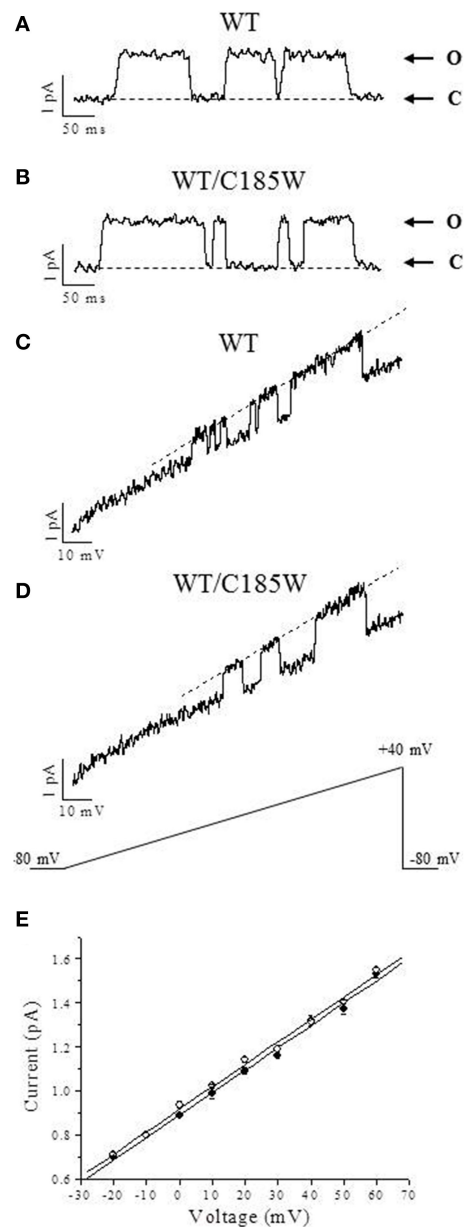 A
WT
O
C
1 pA
50 ms
B
WT/C185W
O
C
1 pA
50 ms
C
WT
1 pA
10 mV
D
WT/C185W
1 pA
10 mV
+40 mV
-80 mV
-80 mV
E
1.6
1.4
1.2
1.0
0.8
0.6
Current (pA)
-30 -20 -10 0 10 20 30 40 50 60 70
Voltage (mV)